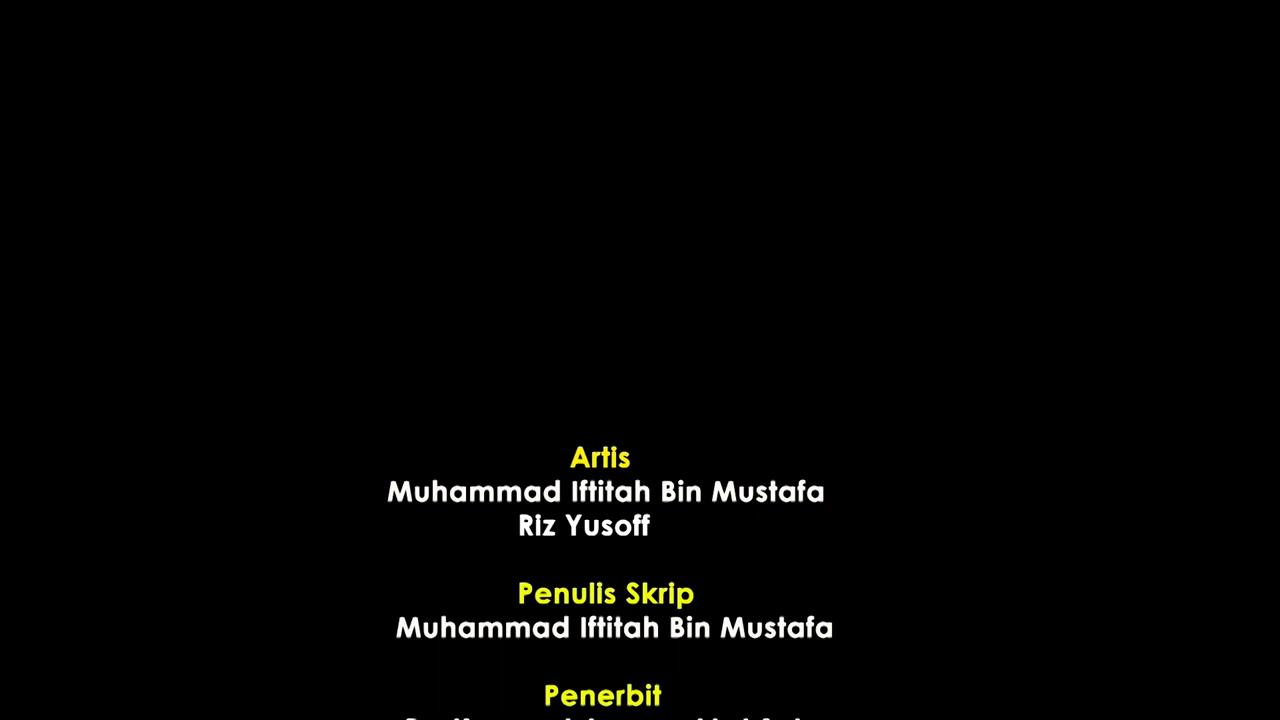 Artis
Muhammad Iftitah Bin Mustafa
Riz Yusoff
Penulis Skrip
Muhammad Iftitah Bin Mustafa
Penerbit